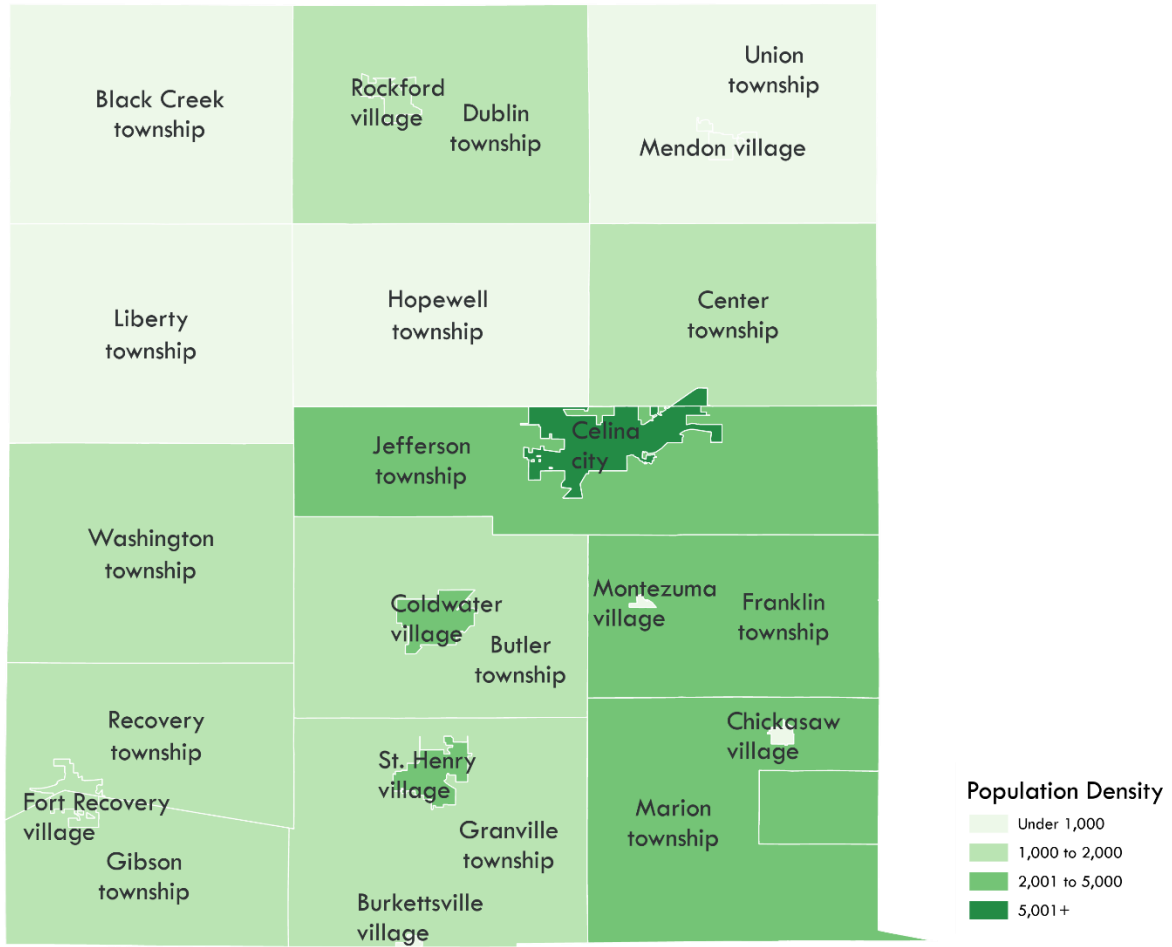 Black Creek
township
Rockford
village
Dublin
township
Union
township
Mendon village
Liberty
township
Hopewell
township
Center
township
Jefferson
township
Celina
city
Washington
township
Coldwater
village
Butler
township
Montezuma
village
Franklin
township
Recovery
township
Fort Recovery
village
Gibson
township
St. Henry
village
Granville
township
Burkettsville
village
Chickasaw
village
Marion
township
Population Density
Under 1,000
1,000 to 2,000
2,001 to 5,000
5,001+